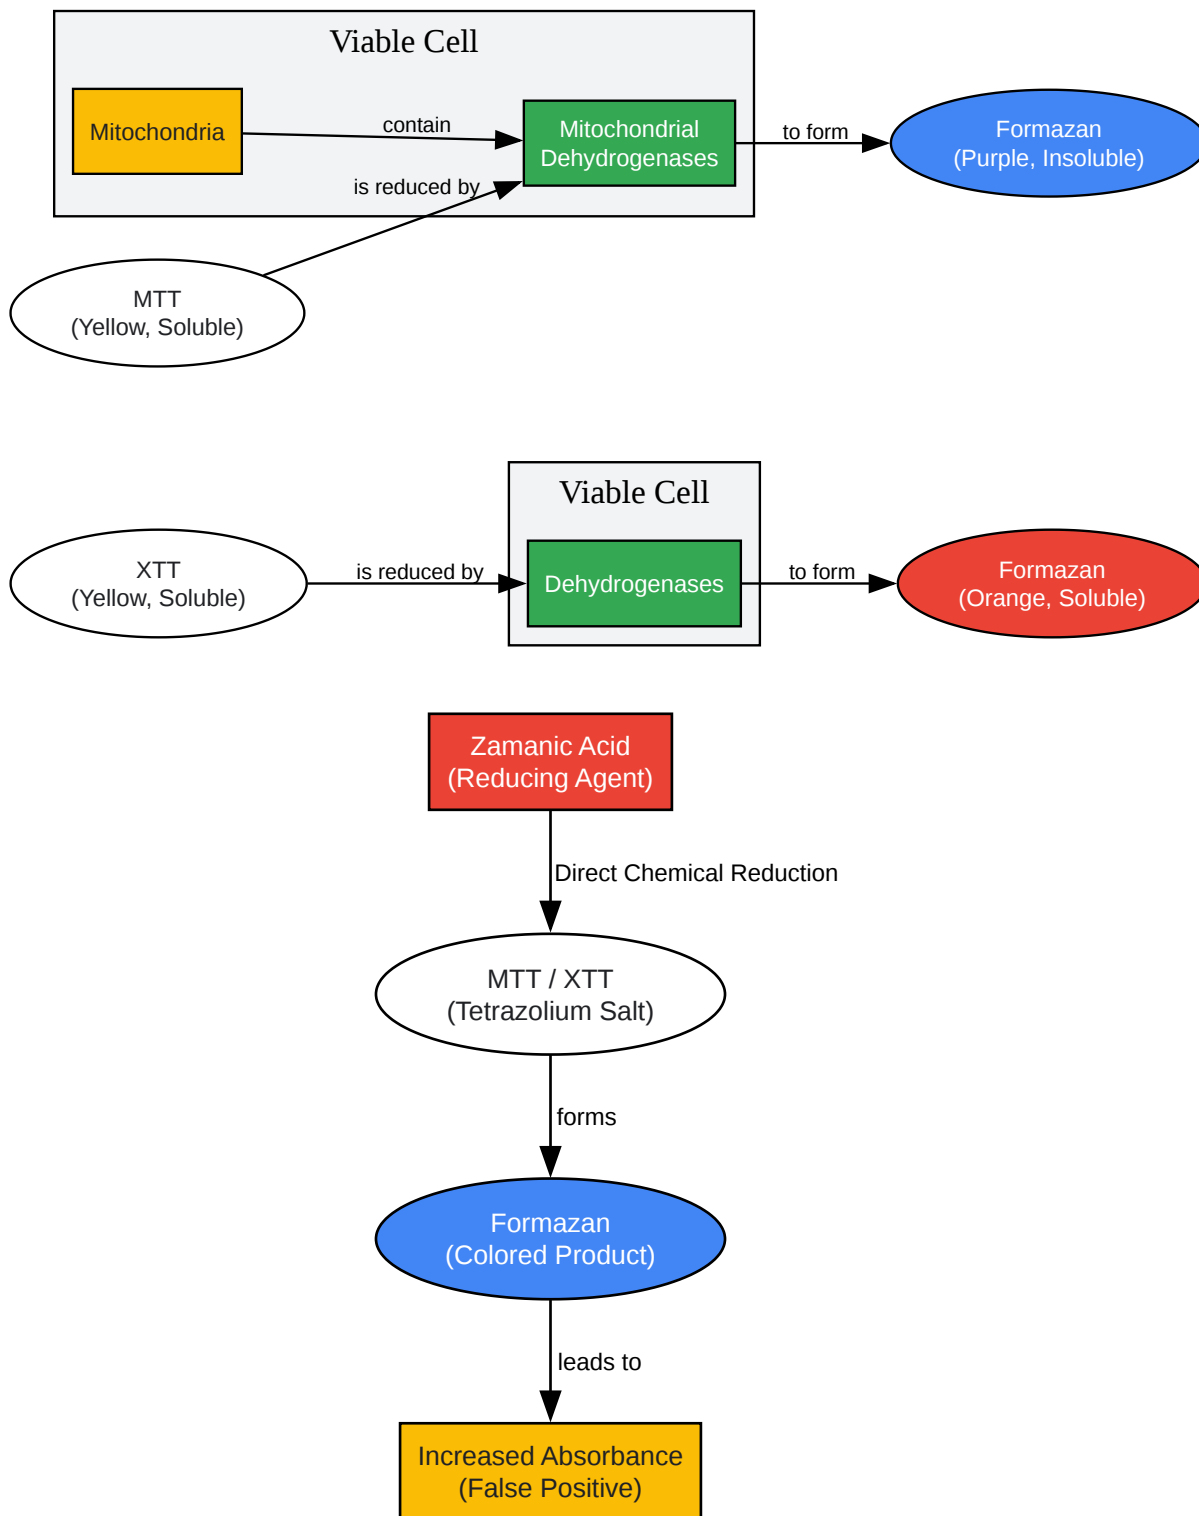 Viable Cell
Mitochondria
contain
Mitochondrial
Dehydrogenases
to form
Formazan
(Purple, Insoluble)
is reduced by
MTT
(Yellow, Soluble)
Viable Cell
XTT
(Yellow, Soluble)
is reduced by
Dehydrogenases
to form
Formazan
(Orange, Soluble)
Zamanic Acid
(Reducing Agent)
Direct Chemical Reduction
MTT / XTT
(Tetrazolium Salt)
forms
Formazan
(Colored Product)
leads to
Increased Absorbance
(False Positive)